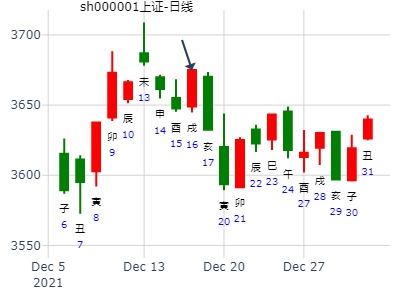 sh000001上证-日线
3700
3650
3600
3550
子
6
丑
7
寅
8
卯
9
辰
10
未
13
申
14
酉
15
戌
16
亥
17
寅
20
卯
21
辰
22
巳
23
午
24
酉
27
戌
28
亥
29
子
30
丑
31
Dec 5
2021
Dec 13
Dec 20
Dec 27